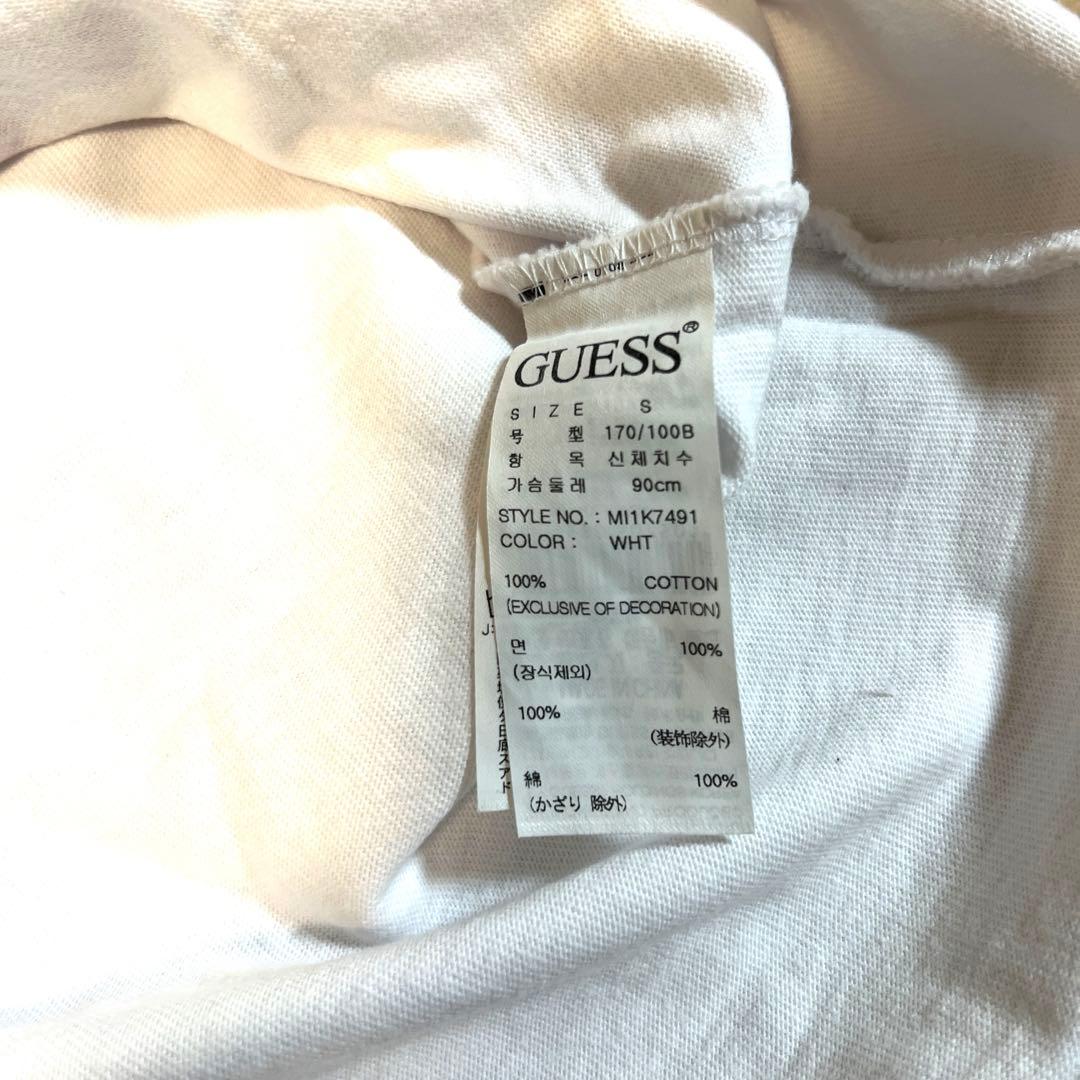 GUESS®
SIZE S
号 型 170/100B
항 목 신체치수
가슴둘레 90cm
STYLE NO. : MI1K7491
COLOR : WHT
100% COTTON
(EXCLUSIVE OF DECORATION)
면 100%
(장식제외)
100% 棉
(装饰除外)
綿 100%
(かざり 除外)